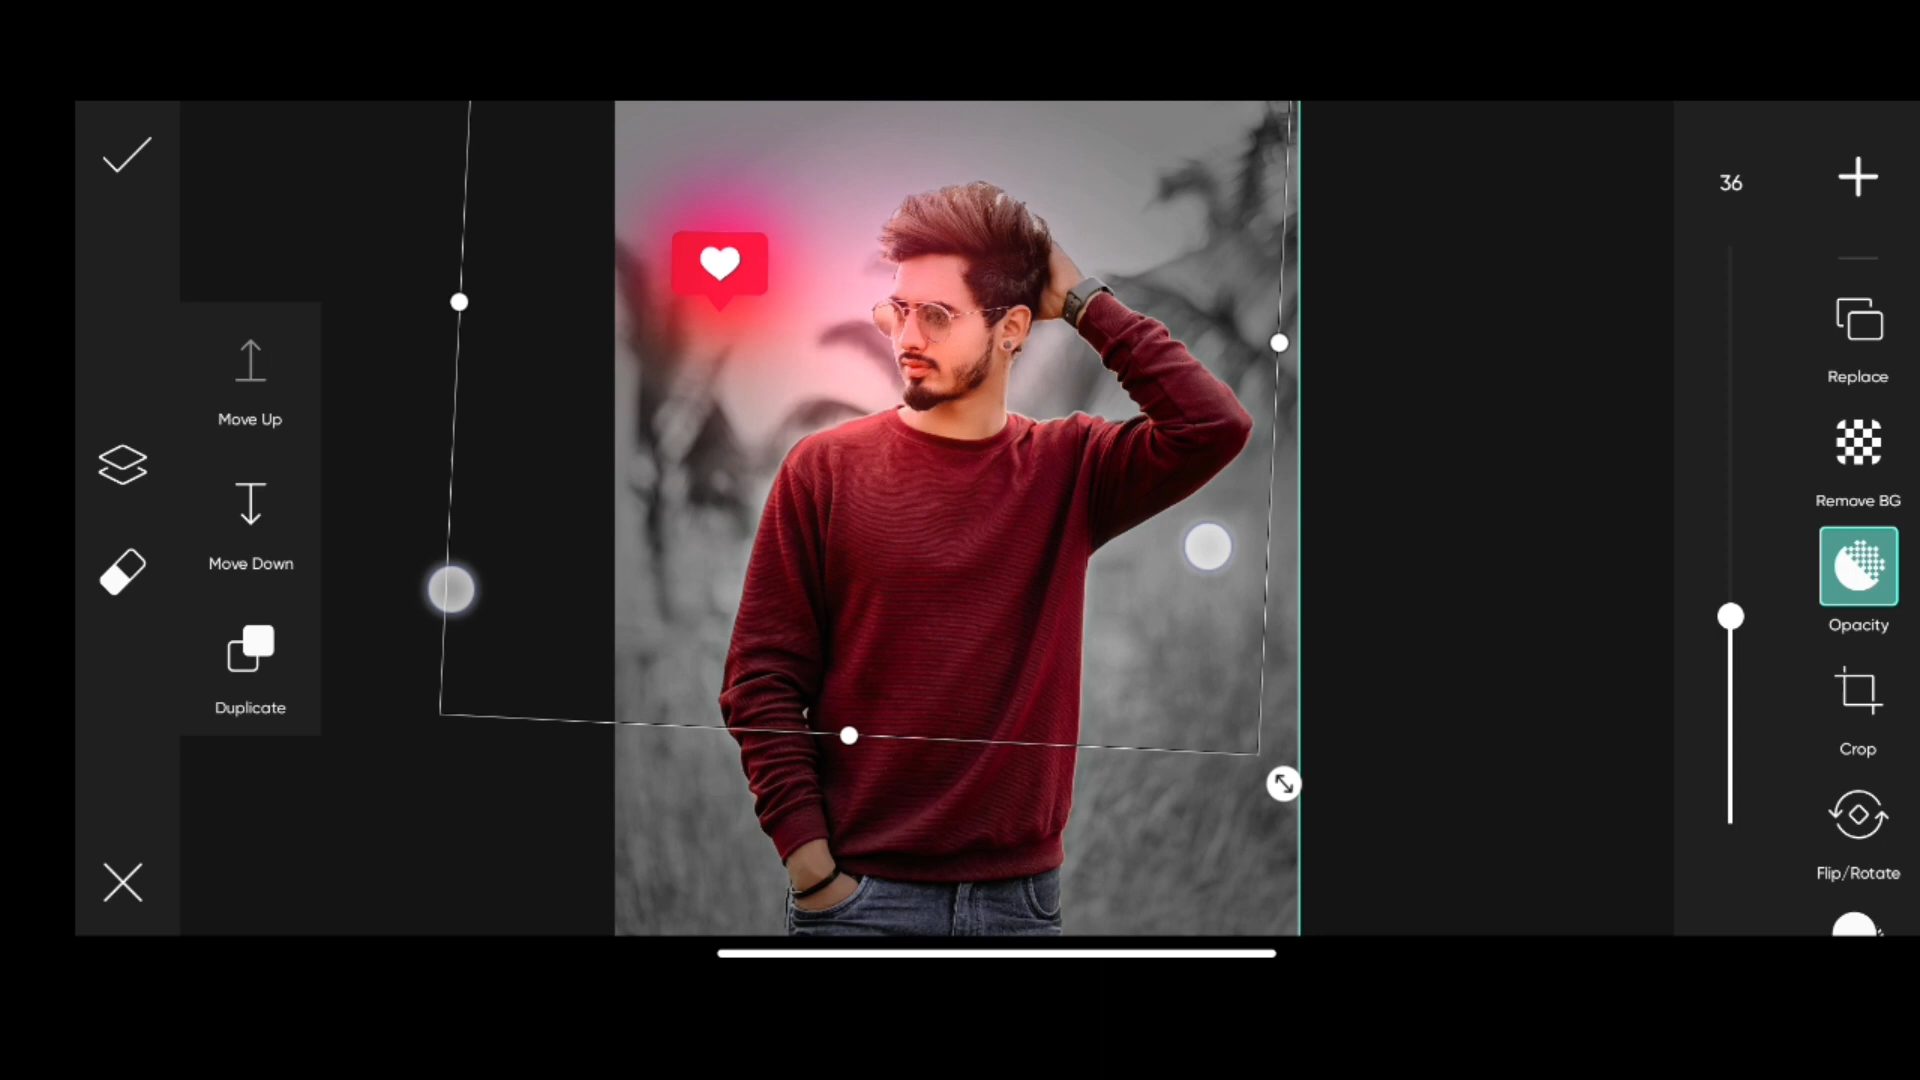 Move Up
Move Down
Duplicate
36
Replace
Remove BG
Opacity
Crop
Flip/Rotate